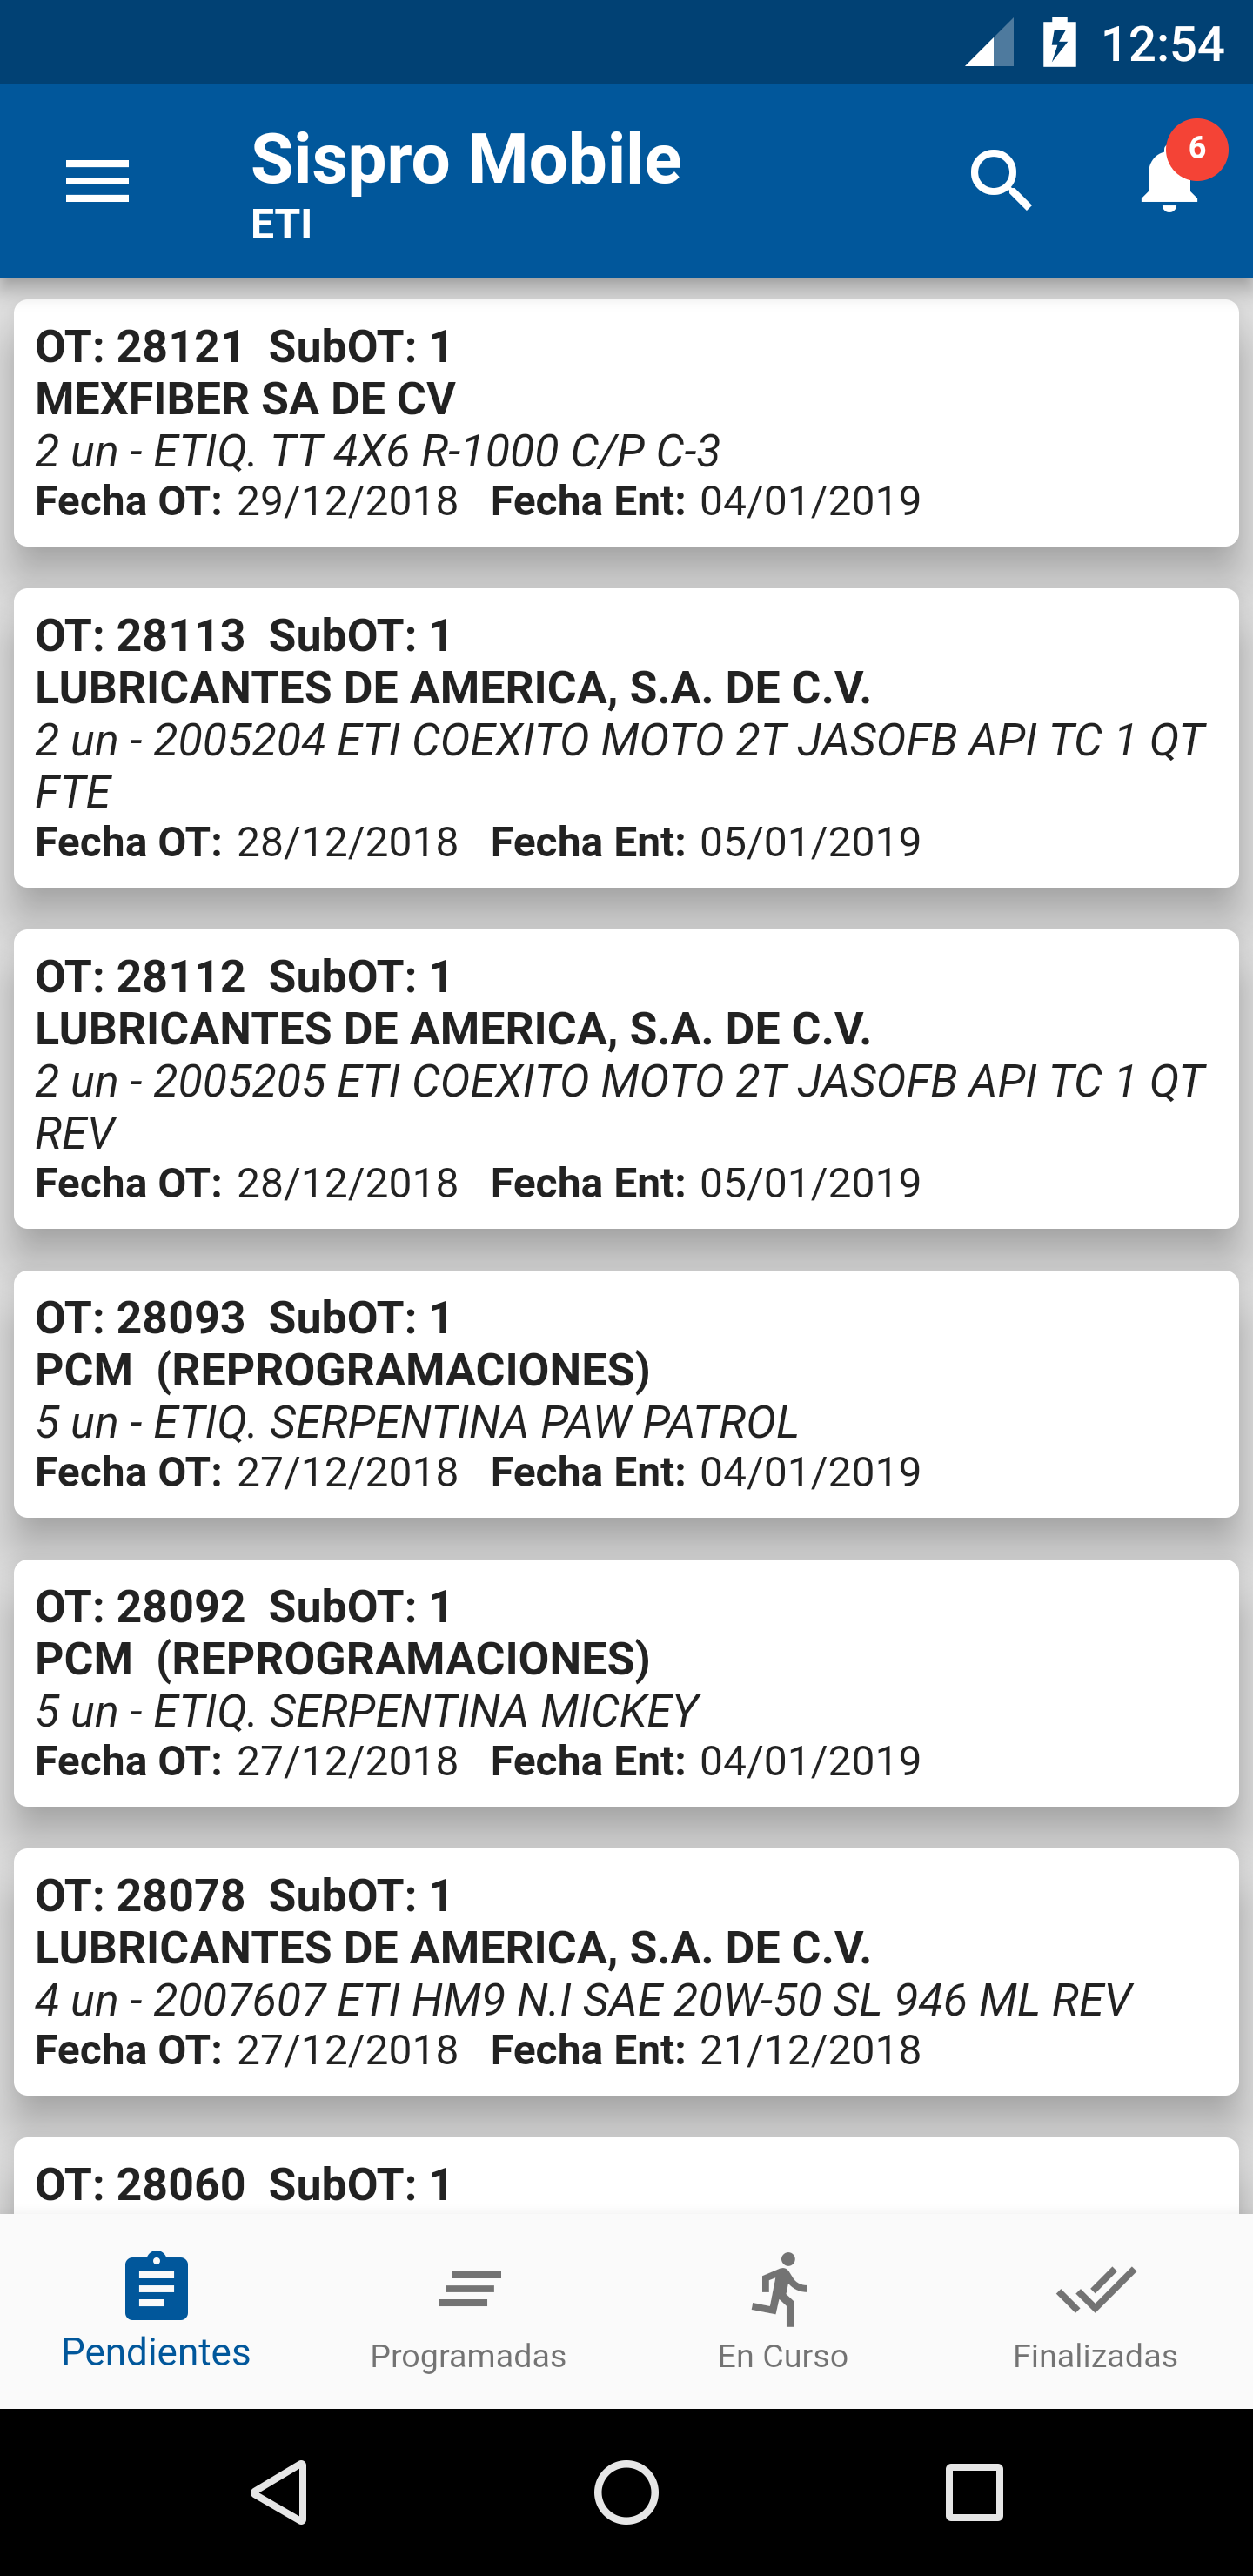 12:54
Sispro Mobile
6
ETI
OT: 28121  SubOT: 1
MEXFIBER SA DE CV
2 un - ETIQ. TT 4X6 R-1000 C/P C-3
Fecha OT: 29/12/2018   Fecha Ent: 04/01/2019
OT: 28113  SubOT: 1
LUBRICANTES DE AMERICA, S.A. DE C.V.
2 un - 2005204 ETI COEXITO MOTO 2T JASOFB API TC 1 QT
FTE
Fecha OT: 28/12/2018   Fecha Ent: 05/01/2019
OT: 28112  SubOT: 1
LUBRICANTES DE AMERICA, S.A. DE C.V.
2 un - 2005205 ETI COEXITO MOTO 2T JASOFB API TC 1 QT
REV
Fecha OT: 28/12/2018   Fecha Ent: 05/01/2019
OT: 28093  SubOT: 1
PCM  (REPROGRAMACIONES)
5 un - ETIQ. SERPENTINA PAW PATROL
Fecha OT: 27/12/2018   Fecha Ent: 04/01/2019
OT: 28092  SubOT: 1
PCM  (REPROGRAMACIONES)
5 un - ETIQ. SERPENTINA MICKEY
Fecha OT: 27/12/2018   Fecha Ent: 04/01/2019
OT: 28078  SubOT: 1
LUBRICANTES DE AMERICA, S.A. DE C.V.
4 un - 2007607 ETI HM9 N.I SAE 20W-50 SL 946 ML REV
Fecha OT: 27/12/2018   Fecha Ent: 21/12/2018
OT: 28060  SubOT: 1
Pendientes   Programadas   En Curso   Finalizadas